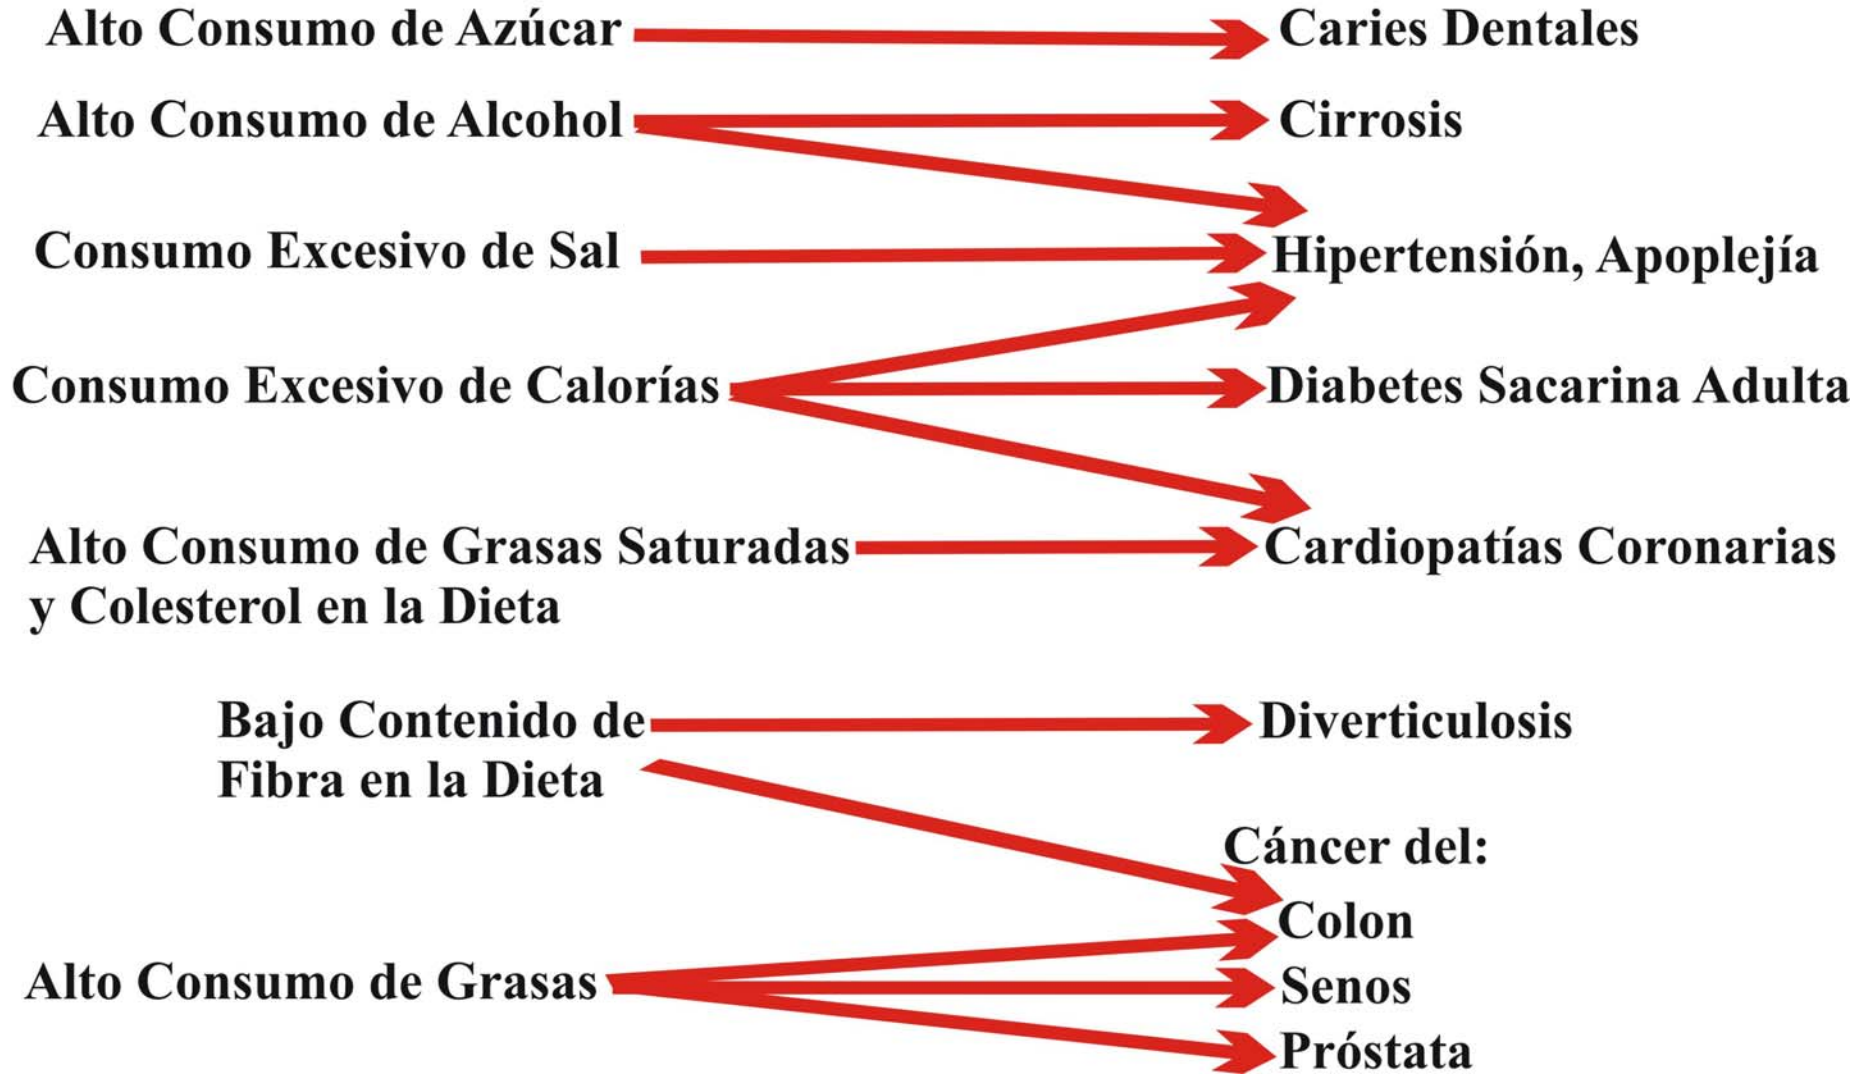 Alto Consumo de Azúcar
Caries Dentales
Alto Consumo de Alcohol
Cirrosis
Consumo Excesivo de Sal
Hipertensión, Apoplejía
Consumo Excesivo de Calorías
Diabetes Sacarina Adulta
Alto Consumo de Grasas Saturadas
y Colesterol en la Dieta
Cardiopatías Coronarias
Bajo Contenido de
Fibra en la Dieta
Diverticulosis
Cáncer del:
Colon
Alto Consumo de Grasas
Senos
Próstata